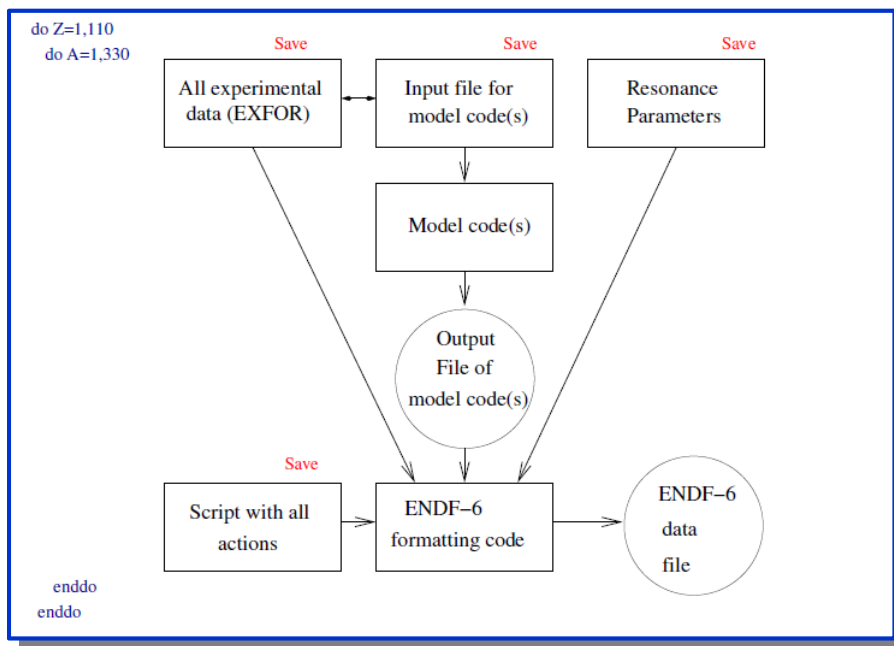 do Z=1,110
do A=1,330
Save
Save
Save
All experimental
data (EXFOR)
Input file for
model code(s)
Resonance
Parameters
Model code(s)
Output
File of
model code(s)
Save
Script with all
actions
ENDF−6
formatting code
ENDF−6
data
file
enddo
enddo